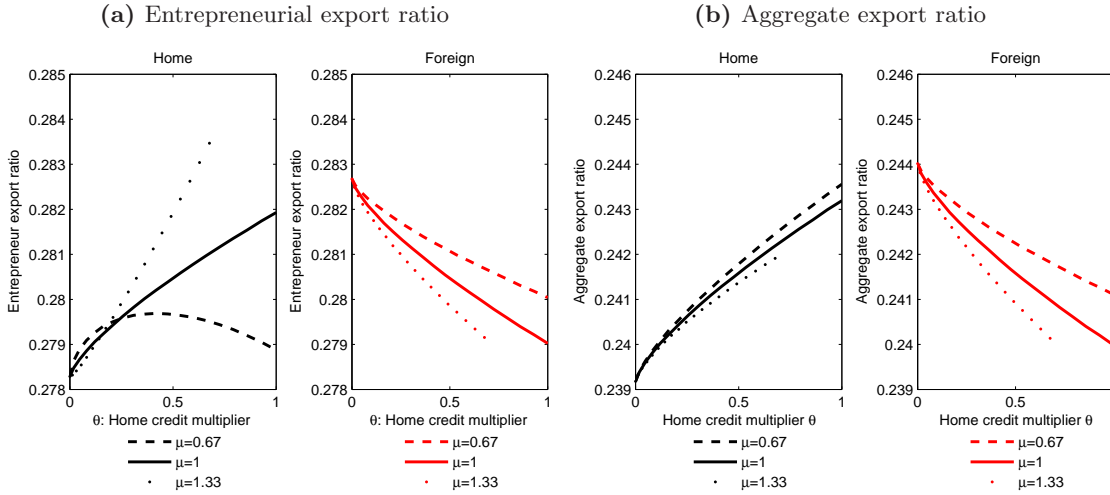 (a) Entrepreneurial export ratio
Home
Entrepreneur export ratio
0.285
0.284
0.283
0.282
0.281
0.28
0.279
0.278
0
0.5
1
θ: Home credit multiplier
μ=0.67
μ=1
μ=1.33
Foreign
Entrepreneur export ratio
0.285
0.284
0.283
0.282
0.281
0.28
0.279
0.278
0
0.5
1
μ=0.67
μ=1
μ=1.33
(b) Aggregate export ratio
Home
Aggregate export ratio
0.246
0.245
0.244
0.243
0.242
0.241
0.24
0.239
0
0.5
1
Home credit multiplier θ
μ=0.67
μ=1
μ=1.33
Foreign
Aggregate export ratio
0.246
0.245
0.244
0.243
0.242
0.241
0.24
0.239
0
0.5
1
μ=0.67
μ=1
μ=1.33